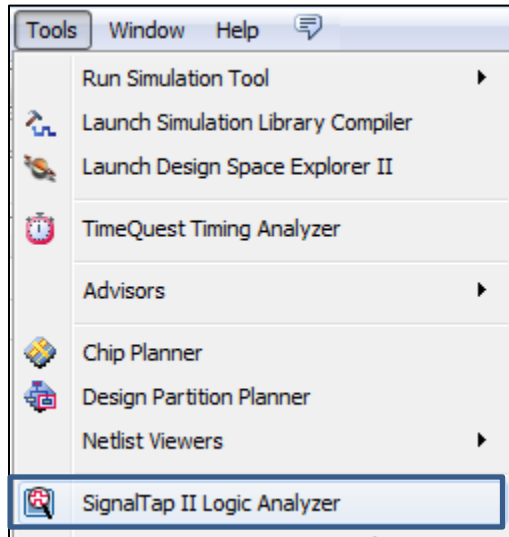 Tools Window Help
Run Simulation Tool
Launch Simulation Library Compiler
Launch Design Space Explorer II
TimeQuest Timing Analyzer
Advisors
Chip Planner
Design Partition Planner
Netlist Viewers
SignalTap II Logic Analyzer